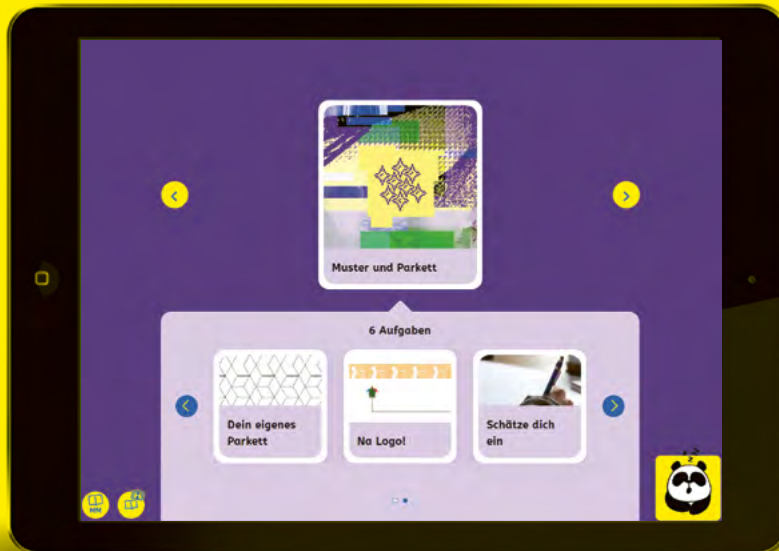 Muster und Parkett
6 Aufgaben
Dein eigenes
Parkett
Na Logo!
Schätze dich
ein
z z z